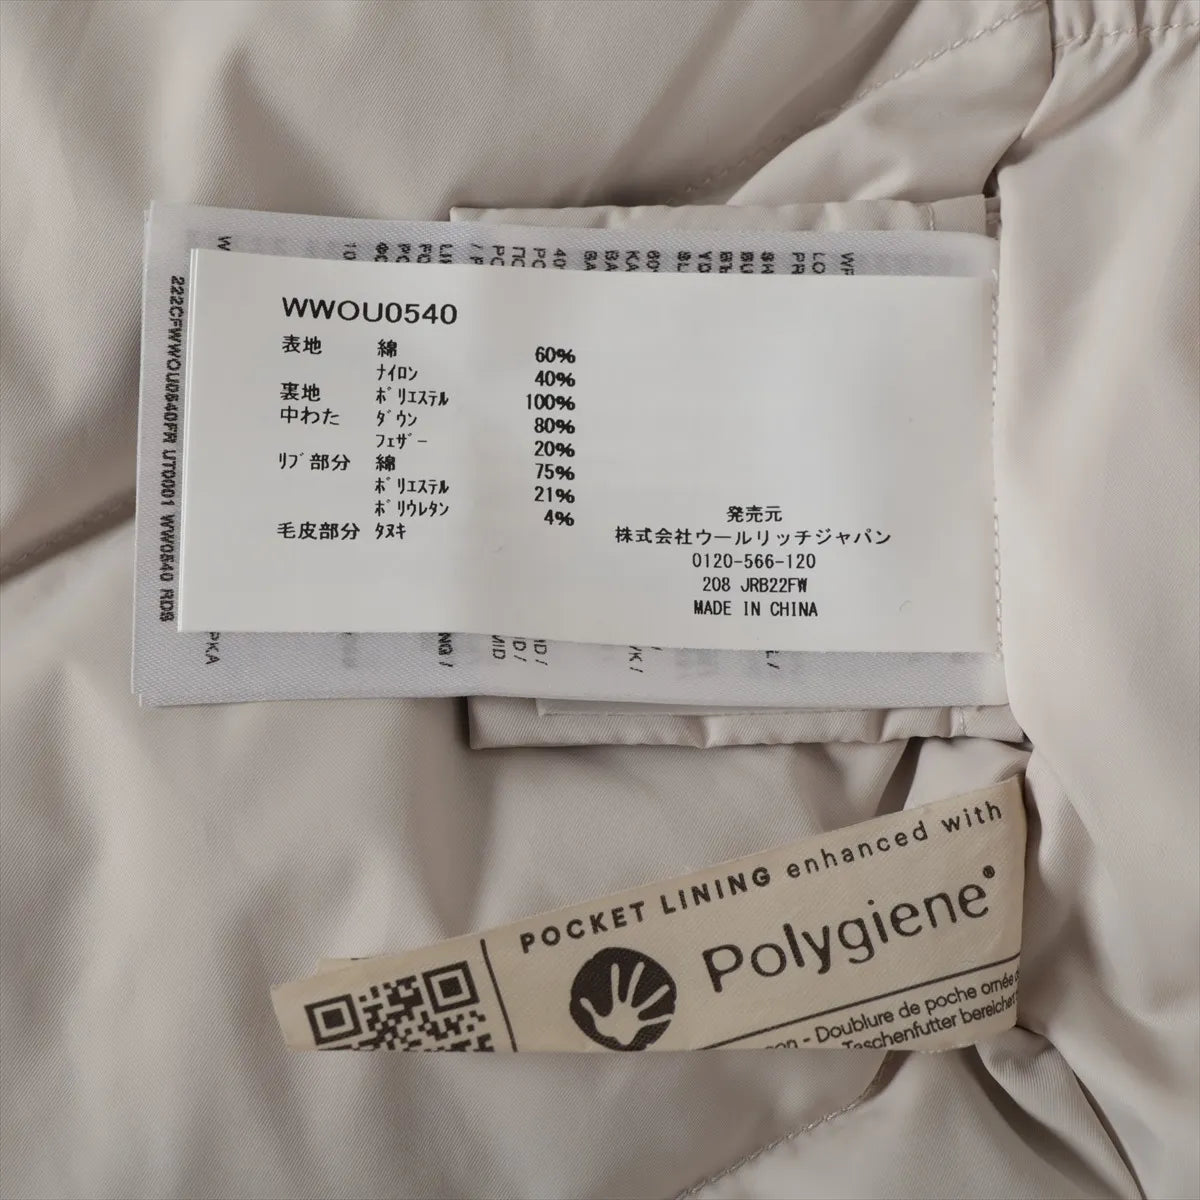 WWOU0540
表地 綿 60%
ナイロン 40%
裏地 ポリエステル 100%
中わた ダウン 80%
フェザー 20%
リブ部分 綿 75%
ポリエステル 21%
ポリウレタン 4%
毛皮部分 タヌキ
発売元
株式会社ウールリッチジャパン
0120-566-120
208 JRB22FW
MADE IN CHINA
222CFWWOU0540FR UT0001 WW0540 RDS
POCKET LINING enhanced with
Polygiene®
- Doublure de poche ornée
Taschenfutter bereichert